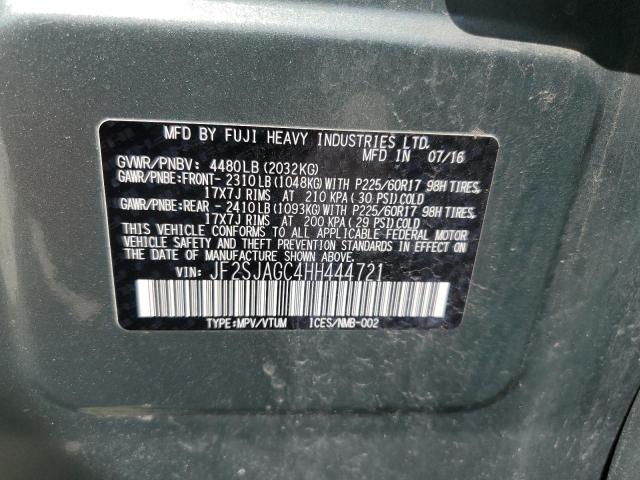 MFD BY FUJI HEAVY INDUSTRIES LTD.
MFD IN 07/16
GVWR/PNBV: 4480LB (2032KG)
GAWR/PNBE:FRONT- 2310LB (1048KG)WITH P225/60R17 98H TIRES,
17X7J RIMS AT 210 KPA ( 30 PSI)COLD
GAWR/PNBE:REAR - 2410LB (1093KG)WITH P225/60R17 98H TIRES,
17X7J RIMS AT 200 KPA (29 PSI)COLD
THIS VEHICLE CONFORMS TO ALL APPLICABLE FEDERAL MOTOR
VEHICLE SAFETY AND THEFT PREVENTION STANDARDS IN EFFECT ON
THE DATE OF MANUFACTURE SHOWN ABOVE.
VIN: JF2SJAGC4HH444721
TYPE:MPV/VTUM ICES/NMB-002